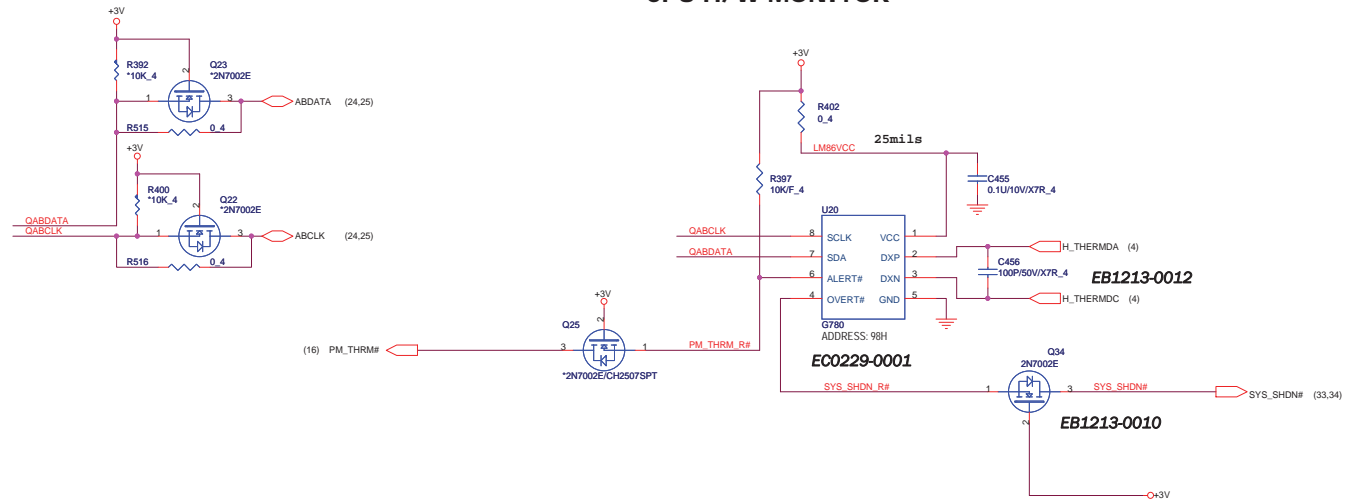 +3V
R392
*10K_4
2
Q23
*2N7002E
1
3
ABDATA (24,25)
R515
0_4
+3V
R400
*10K_4
2
Q22
*2N7002E
QABDATA
QABCLK
1
3
ABCLK (24,25)
R516
0_4
+3V
R402
0_4
25mils
LM86VCC
R397
10K/F_4
C455
0.1U/10V/X7R_4
U20
QABCLK
8
SCLK
VCC
1
QABDATA
7
SDA
DXP
2
H_THERMDA (4)
6
ALERT#
DXN
3
C456
100P/50V/X7R_4
EB1213-0012
4
OVERT#
GND
5
H_THERMDC (4)
G780
ADDRESS: 98H
EC0229-0001
+3V
Q25
2
(16) PM_THRM#
3
1
PM_THRM_R#
*2N7002E/CH2507SPT
Q34
2N7002E
SYS_SHDN_R#
1
3
SYS_SHDN#
SYS_SHDN# (33,34)
2
EB1213-0010
+3V